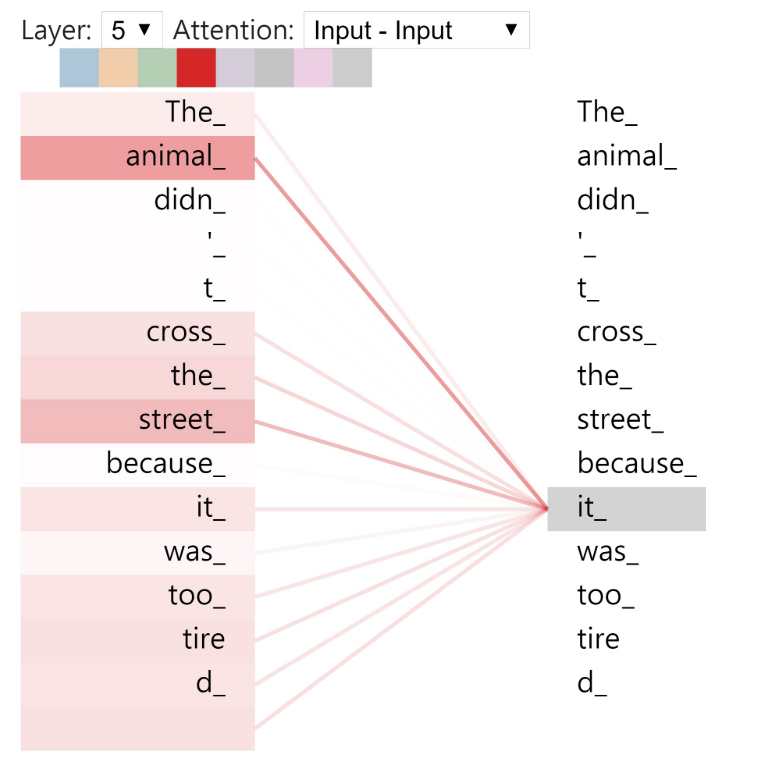 Layer: 5 Attention: Input - Input
The_ The_
animal_ animal_
didn_ didn_
'_ '_
t_ t_
cross_ cross_
the_ the_
street_ street_
because_ because_
it_ it_
was_ was_
too_ too_
tire tire
d_ d_